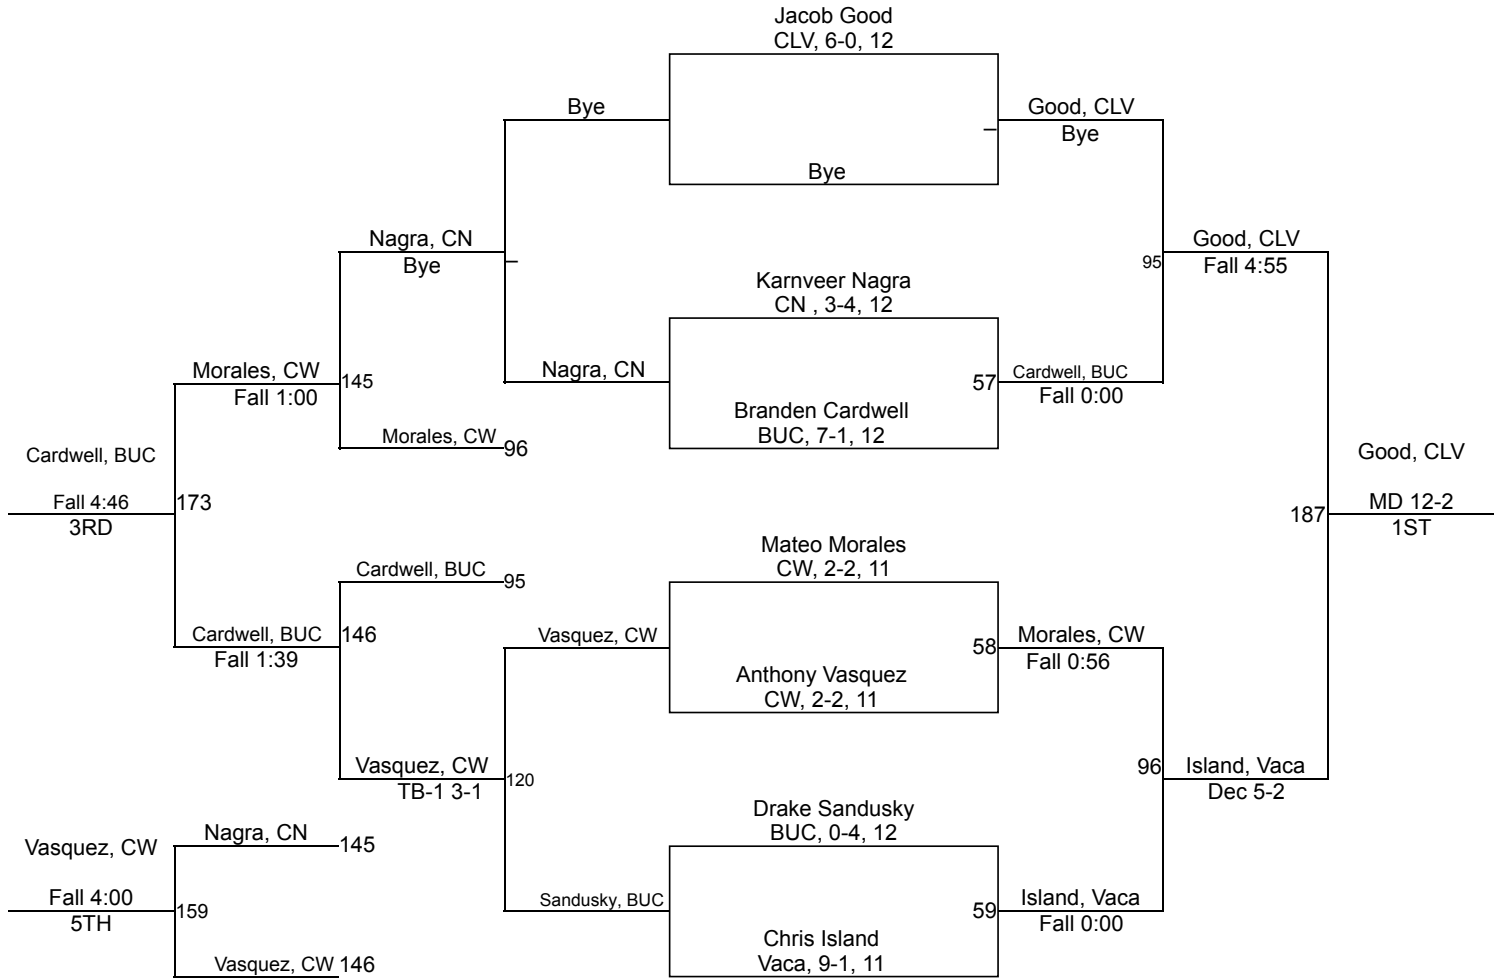 Jacob Good
CLV, 6-0, 12
Bye
Good, CLV
Bye
Bye
Nagra, CN
Bye
Good, CLV
Fall 4:55
95
Karnveer Nagra
CN , 3-4, 12
Morales, CW
Fall 1:00
145
Nagra, CN
57
Cardwell, BUC
Fall 0:00
Branden Cardwell
BUC, 7-1, 12
Morales, CW
96
Cardwell, BUC
Fall 4:46
3RD
173
Good, CLV
MD 12-2
1ST
187
Mateo Morales
CW, 2-2, 11
Cardwell, BUC
95
Cardwell, BUC
Fall 1:39
146
Vasquez, CW
58
Morales, CW
Fall 0:56
Anthony Vasquez
CW, 2-2, 11
Vasquez, CW
TB-1 3-1
120
96
Island, Vaca
Dec 5-2
Drake Sandusky
BUC, 0-4, 12
Vasquez, CW
Fall 4:00
5TH
Nagra, CN
145
159
Sandusky, BUC
59
Island, Vaca
Fall 0:00
Chris Island
Vaca, 9-1, 11
Vasquez, CW
146